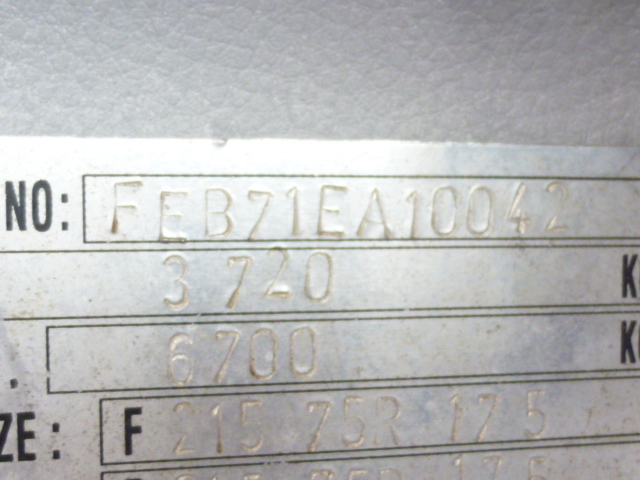 NO: FEB71EA10042
3 720 K
. 6700 K
ZE: F 215 75R 17 5